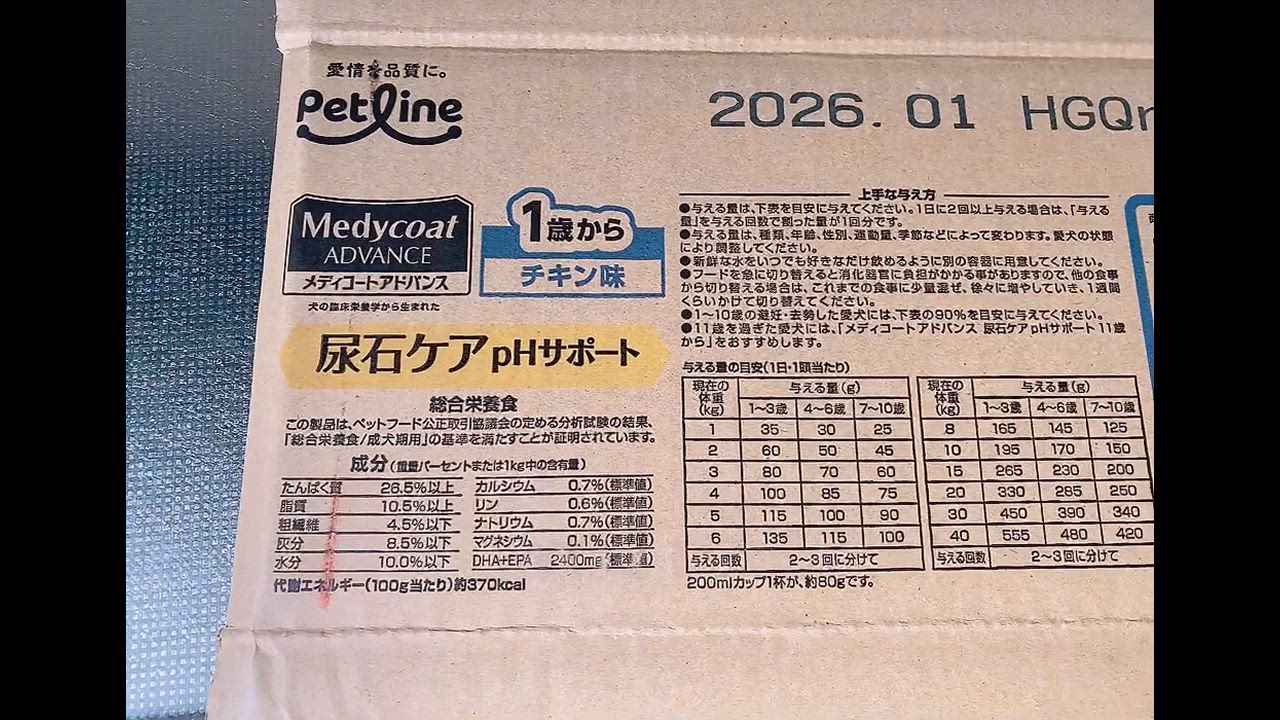 愛情を品質に。
Petline
2026. 01 HGQ
Medycoat
ADVANCE
メディコートアドバンス
犬の臨床栄養学から生まれた
1歳から
チキン味
尿石ケア pHサポート
総合栄養食
この製品は、ペットフード公正取引協議会の定める分析試験の結果、
「総合栄養食/成犬期用」の基準を満たすことが証明されています。
成分(重量パーセントまたは1kg中の含有量)
たんぱく質 26.5%以上 カルシウム 0.7%(標準値)
脂質 10.5%以上 リン 0.6%(標準値)
粗繊維 4.5%以下 ナトリウム 0.7%(標準値)
灰分 8.5%以下 マグネシウム 0.1%(標準値)
水分 10.0%以下 DHA+EPA 2400mg(標準値)
代謝エネルギー(100g当たり)約370kcal
上手な与え方
●与える量は、下表を目安に与えてください。1日に2回以上与える場合は、「与える
量」を与える回数で割った量が1回分です。
●与える量は、種類、年齢、性別、運動量、季節などによって変わります。愛犬の状態
により調整してください。
●新鮮な水をいつでも好きなだけ飲めるように別の容器に用意してください。
●フードを急に切り替えると消化器官に負担がかかる事がありますので、他の食事
から切り替える場合は、これまでの食事に少量混ぜ、徐々に増やしていき、1週間
くらいかけて切り替えてください。
●1~10歳の避妊・去勢した愛犬には、下表の90%を目安に与えてください。
●11歳を過ぎた愛犬には、「メディコート アドバンス 尿石ケア pHサポート 11歳
から」をおすすめします。
与える量の目安(1日・1頭当たり)
現在の体重(kg) 与える量(g) 現在の体重(kg) 与える量(g)
1~3歳 4~6歳 7~10歳 1~3歳 4~6歳 7~10歳
1 35 30 25 8 165 145 125
2 60 50 45 10 195 170 150
3 80 70 60 15 265 230 200
4 100 85 75 20 330 285 250
5 115 100 90 30 450 390 340
6 135 115 100 40 555 480 420
与える回数 2~3回に分けて 与える回数 2~3回に分けて
200mlカップ1杯が、約80gです。